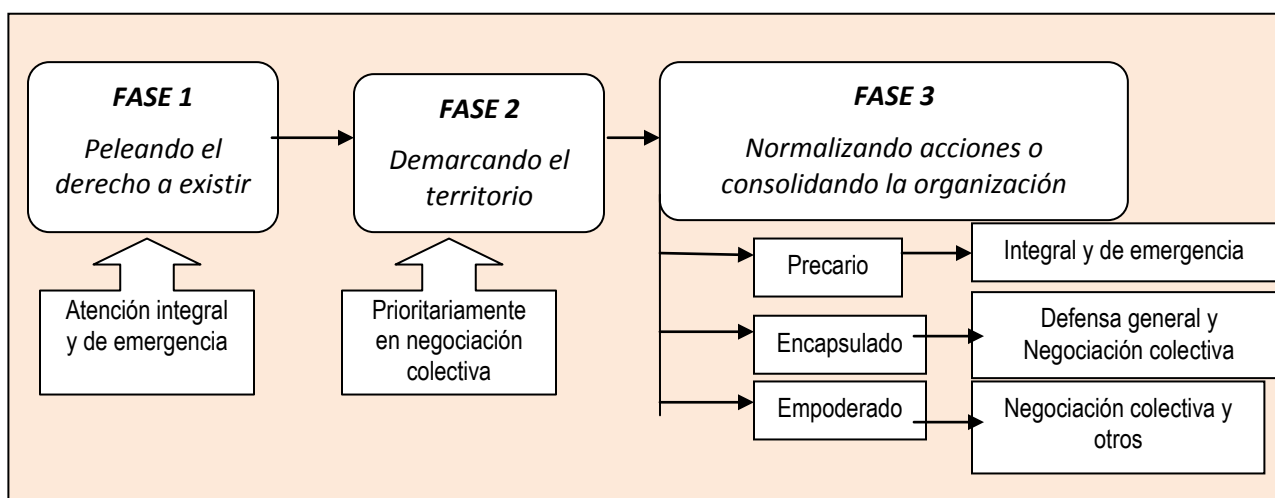 FASE 1
Peleando el
derecho a existir
FASE 2
Demarcando el
territorio
FASE 3
Normalizando acciones o
consolidando la organización
Atención integral
y de emergencia
Prioritariamente
en negociación
colectiva
Precario
Integral y de emergencia
Encapsulado
Defensa general y
Negociación colectiva
Empoderado
Negociación colectiva y
otros